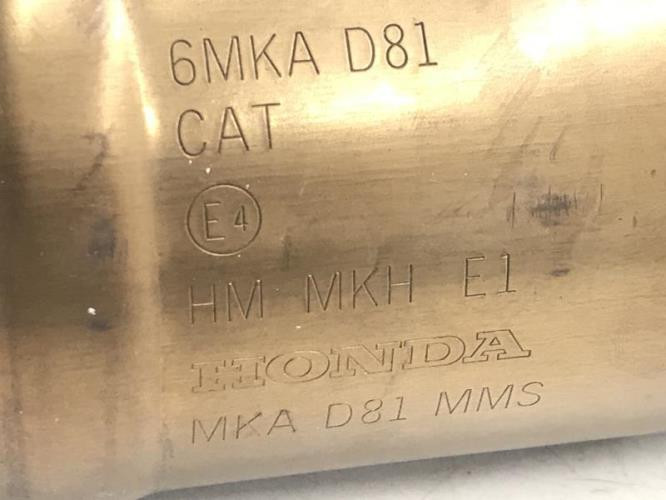 6MKA D81
CAT
E4
HM MKH E1
HONDA
MKA D81 MMS